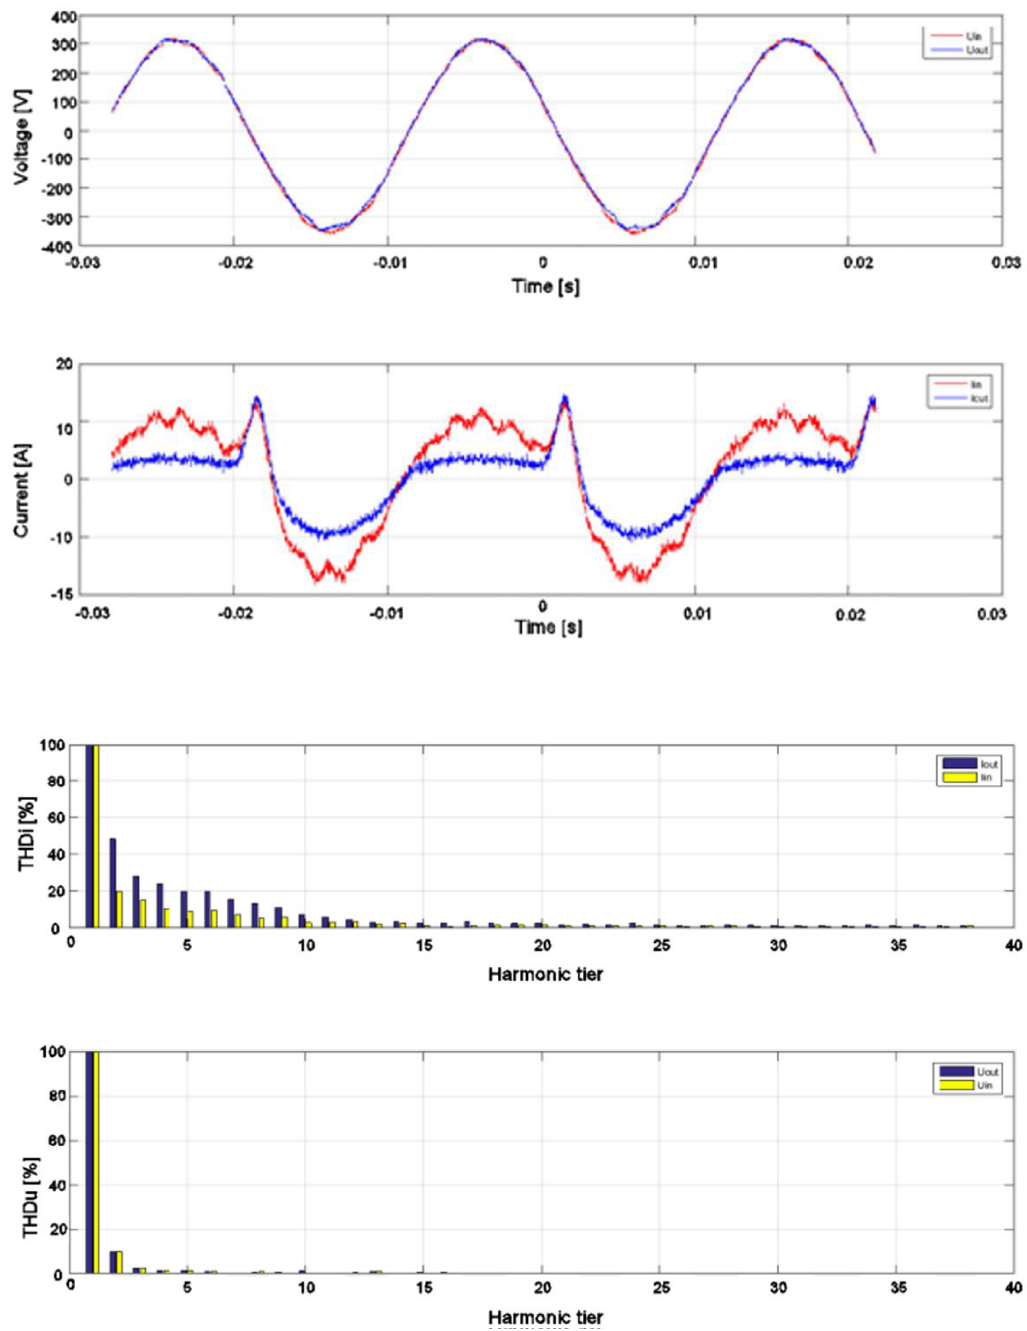 400
300
200
100
0
-100
-200
-300
-400
Voltage [V]
Uin
Uout
-0.03 -0.02 -0.01 0 0.01 0.02 0.03
Time [s]
20
10
0
-10
-15
Current [A]
Iin
Iout
-0.03 -0.02 -0.01 0 0.01 0.02 0.03
Time [s]
100
80
60
40
20
0
THDi [%]
Iout
Iin
0 5 10 15 20 25 30 35 40
Harmonic tier
100
80
60
40
20
0
THDu [%]
Uout
Uin
0 5 10 15 20 25 30 35 40
Harmonic tier